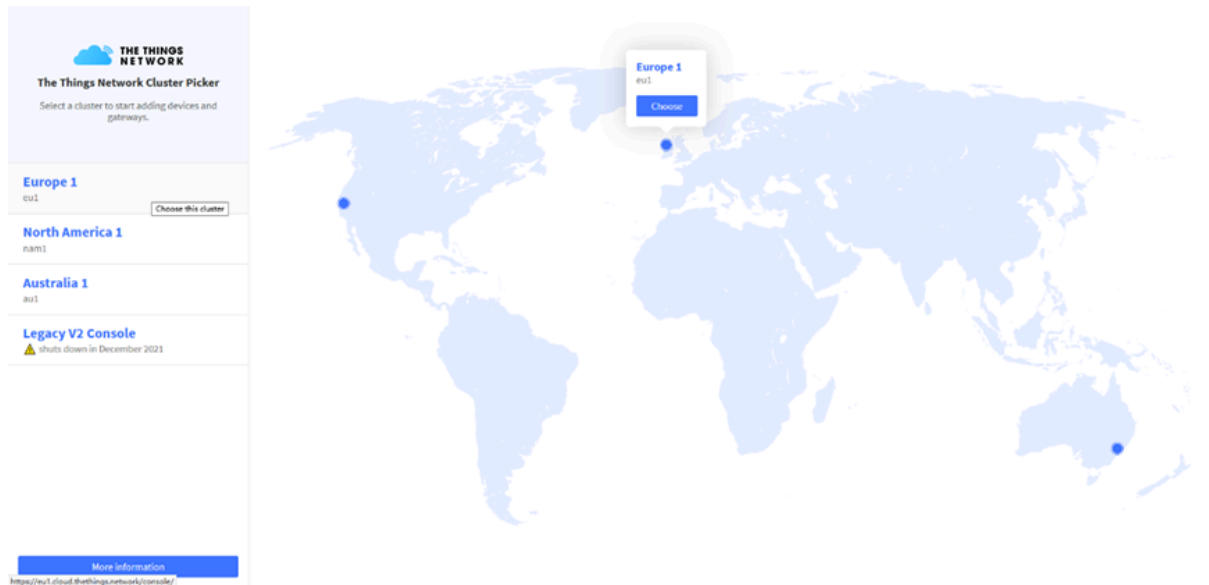 THE THINGS
NETWORK
The Things Network Cluster Picker
Select a cluster to start adding devices and
gateways.
Europe 1
eu1
Choose this cluster
North America 1
nam1
Australia 1
au1
Legacy V2 Console
shuts down in December 2021
More information
https://eu1.cloud.thethings.network/console/
Europe 1
eu1
Choose